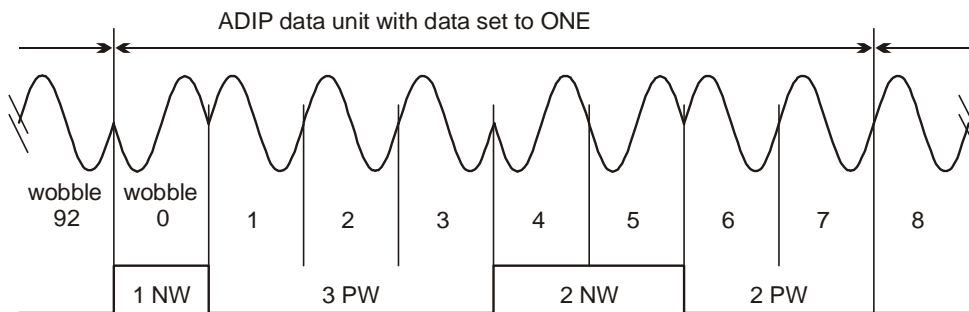 ADIP data unit with data set to ONE
wobble wobble
92 0 1 2 3 4 5 6 7 8
1 NW 3 PW 2 NW 2 PW